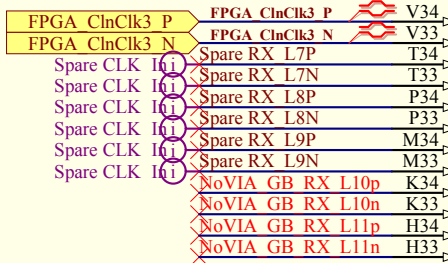 FPGA_ClnClk3_P FPGA_ClnClk3_P V34
FPGA_ClnClk3_N FPGA_ClnClk3_N V33
Spare CLK In i Spare RX_L7P T34
Spare CLK In i Spare RX_L7N T33
Spare CLK In i Spare RX_L8P P34
Spare CLK In i Spare RX_L8N P33
Spare CLK In i Spare RX_L9P M34
Spare CLK In i Spare RX_L9N M33
NoVIA_GB_RX_L10p K34
NoVIA_GB_RX_L10n K33
NoVIA_GB_RX_L11p H34
NoVIA_GB_RX_L11n H33